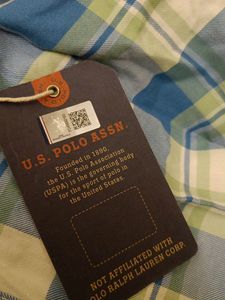 U.S. POLO ASSN.
Founded in 1890,
the U.S. Polo Association
(USPA) is the governing body
for the sport of polo in
the United States.
NOT AFFILIATED WITH
POLO RALPH LAUREN CORP.